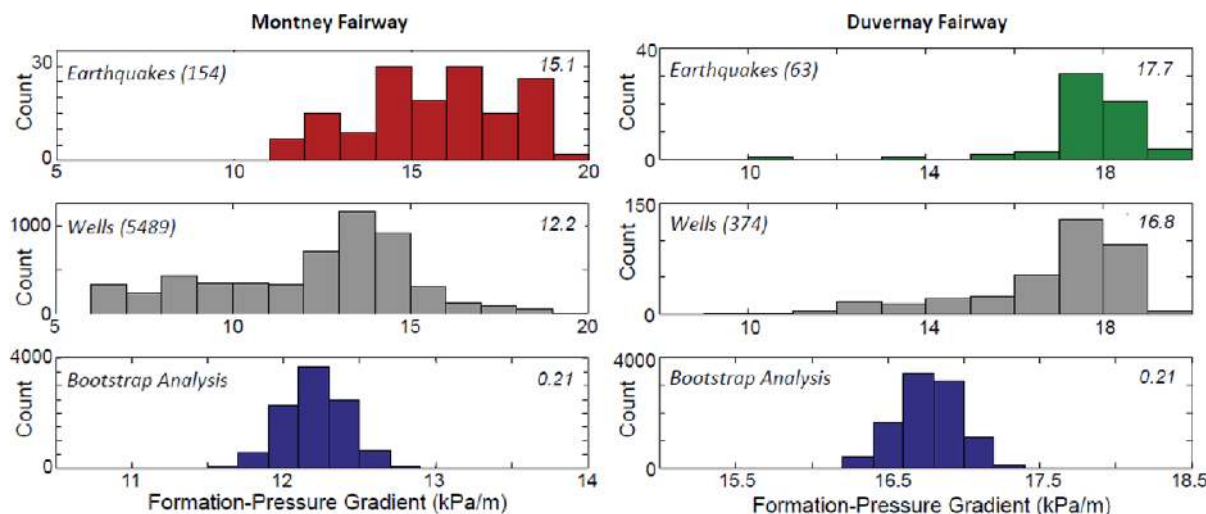 Montney Fairway
Duvernay Fairway
30
Earthquakes (154)
15.1
Count
0
5
10
15
20
40
Earthquakes (63)
17.7
Count
0
10
14
18
1000
Wells (5489)
12.2
Count
0
5
10
15
20
150
Wells (374)
16.8
Count
0
10
14
18
4000
Bootstrap Analysis
0.21
Count
0
11
12
13
14
Formation-Pressure Gradient (kPa/m)
4000
Bootstrap Analysis
0.21
Count
0
15.5
16.5
17.5
18.5
Formation-Pressure Gradient (kPa/m)